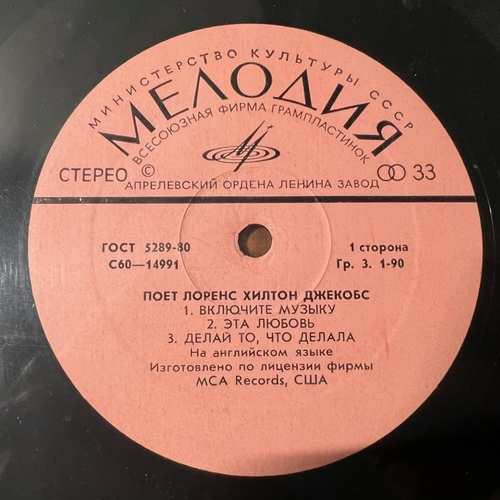 МИНИСТЕРСТВО КУЛЬТУРЫ СССР
МЕЛОДИЯ
ВСЕСОЮЗНАЯ ФИРМА ГРАМПЛАСТИНОК
СТЕРЕО © 33
АПРЕЛЕВСКИЙ ОРДЕНА ЛЕНИНА ЗАВОД
ГОСТ 5289-80 1 сторона
С60—14991 Гр. 3. 1-90
ПОЕТ ЛОРЕНС ХИЛТОН ДЖЕКОБС
1. ВКЛЮЧИТЕ МУЗЫКУ
2. ЭТА ЛЮБОВЬ
3. ДЕЛАЙ ТО, ЧТО ДЕЛАЛА
На английском языке
Изготовлено по лицензии фирмы
MCA Records, США